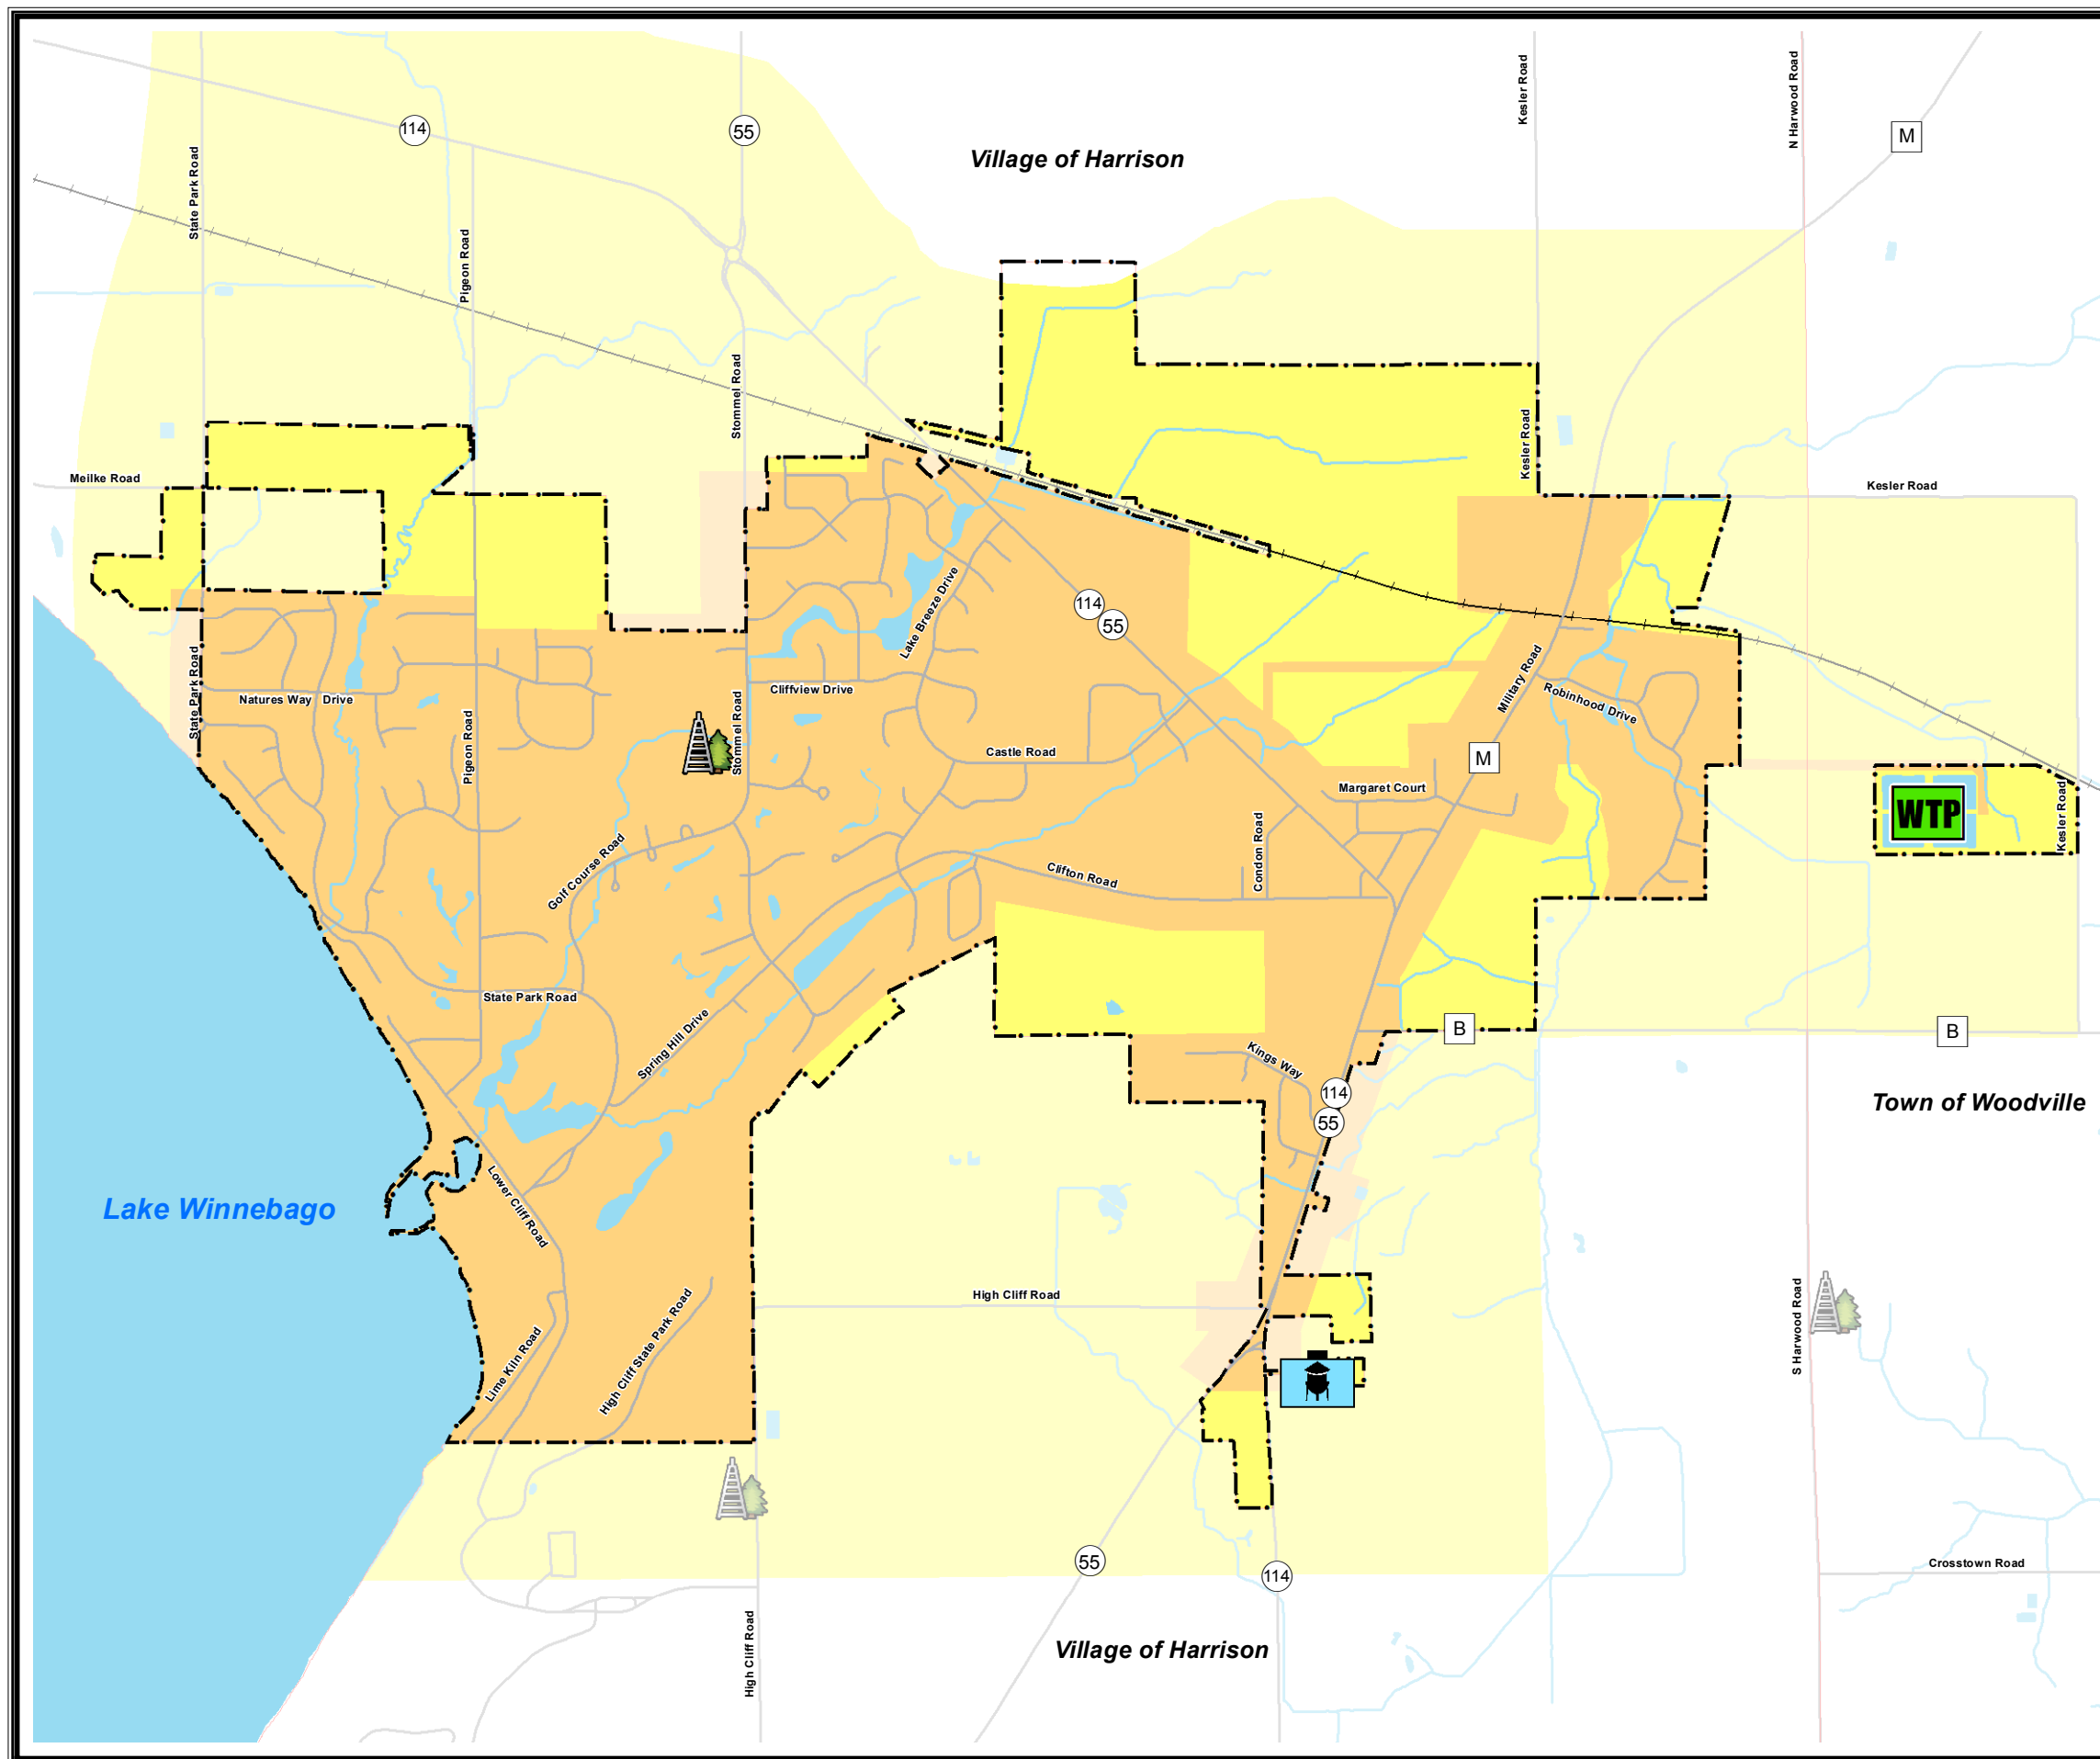 Kesler Road
N Harwood Road
114
55
M
Village of Harrison
State Park Road
Pigeon Road
Stommel Road
Kesler Road
Meilke Road
Kesler Road
Lake Breeze Drive
114
55
State Park Road
Natures Way Drive
Cliffview Drive
Military Road
Robinhood Drive
Pigeon Road
Stommel Road
Castle Road
M
Margaret Court
WTP
Kesler Road
Golf Course Road
Condon Road
Clifton Road
State Park Road
Spring Hill Drive
B
B
Kings Way
114
55
Town of Woodville
Lake Winnebago
Lower Cliff Road
High Cliff Road
S Harwood Road
Lime Kiln Road
High Cliff State Park Road
55
114
Crosstown Road
High Cliff Road
Village of Harrison